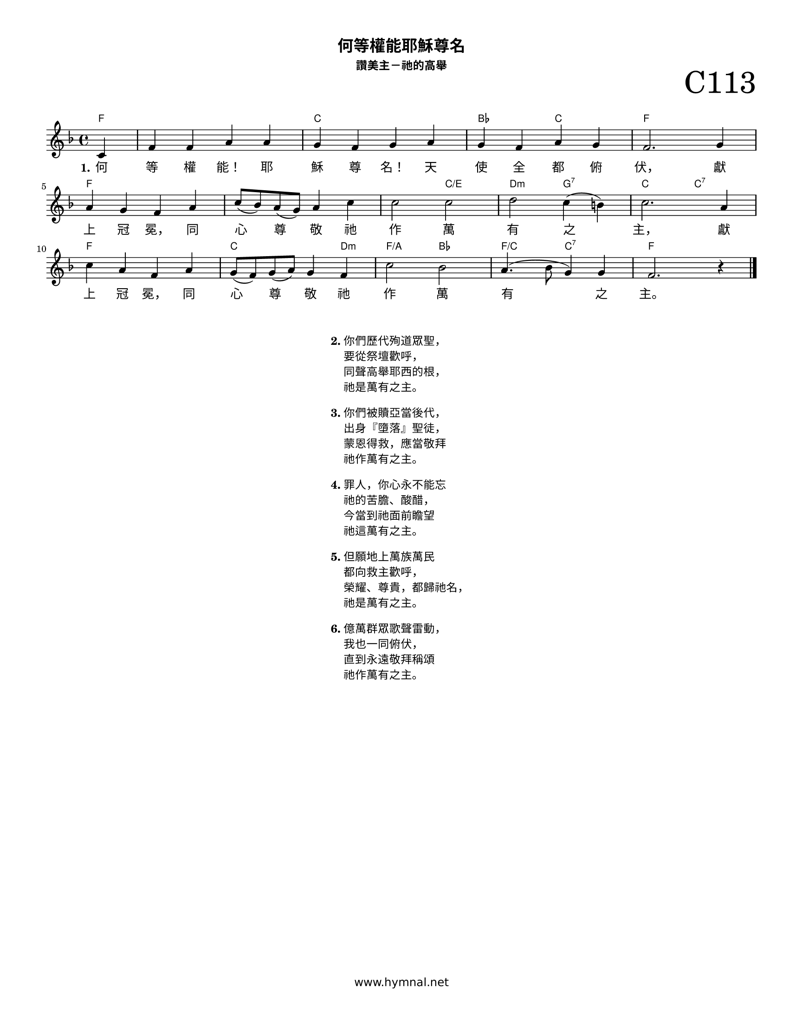 何等權能耶穌尊名
讚美主－祂的高舉
C113
F C B♭ C F
1. 何 等 權 能！ 耶 穌 尊 名！ 天 使 全 都 俯 伏， 獻
5 F C/E Dm G7 C C7
上 冠 冕， 同 心 尊 敬 祂 作 萬 有 之 主， 獻
10 F C Dm F/A B♭ F/C C7 F
上 冠 冕， 同 心 尊 敬 祂 作 萬 有 之 主。
2. 你們歷代殉道眾聖，
要從祭壇歡呼，
同聲高舉耶西的根，
祂是萬有之主。
3. 你們被贖亞當後代，
出身『墮落』聖徒，
蒙恩得救，應當敬拜
祂作萬有之主。
4. 罪人，你心永不能忘
祂的苦膽、酸醋，
今當到祂面前瞻望
祂這萬有之主。
5. 但願地上萬族萬民
都向救主歡呼，
榮耀、尊貴，都歸祂名，
祂是萬有之主。
6. 億萬群眾歌聲雷動，
我也一同俯伏，
直到永遠敬拜稱頌
祂作萬有之主。
www.hymnal.net